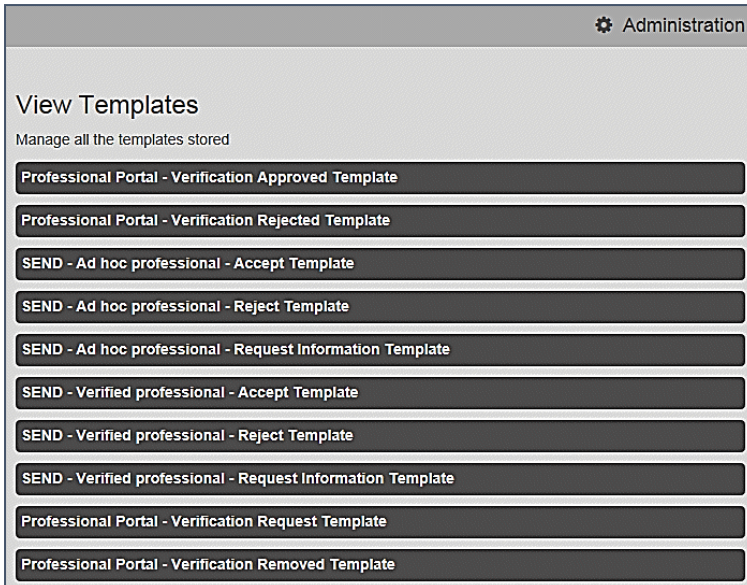 Administration
View Templates
Manage all the templates stored
Professional Portal - Verification Approved Template
Professional Portal - Verification Rejected Template
SEND - Ad hoc professional - Accept Template
SEND - Ad hoc professional - Reject Template
SEND - Ad hoc professional - Request Information Template
SEND - Verified professional - Accept Template
SEND - Verified professional - Reject Template
SEND - Verified professional - Request Information Template
Professional Portal - Verification Request Template
Professional Portal - Verification Removed Template